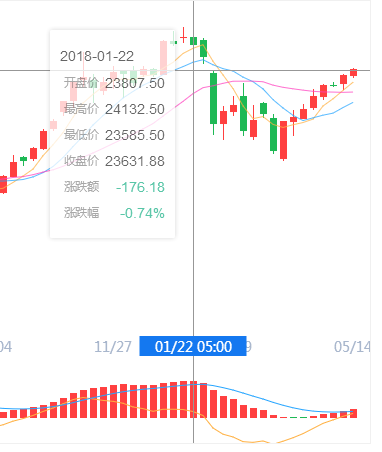 2018-01-22
开盘价 23807.50
最高价 24132.50
最低价 23585.50
收盘价 23631.88
涨跌额 -176.18
涨跌幅 -0.74%
04 11/27 01/22 05:00 9 05/14